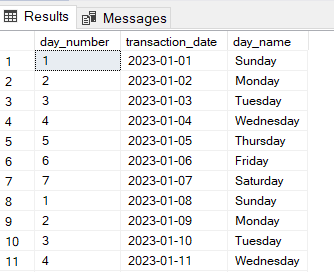 Results Messages
day_number transaction_date day_name
1 1 2023-01-01 Sunday
2 2 2023-01-02 Monday
3 3 2023-01-03 Tuesday
4 4 2023-01-04 Wednesday
5 5 2023-01-05 Thursday
6 6 2023-01-06 Friday
7 7 2023-01-07 Saturday
8 1 2023-01-08 Sunday
9 2 2023-01-09 Monday
10 3 2023-01-10 Tuesday
11 4 2023-01-11 Wednesday